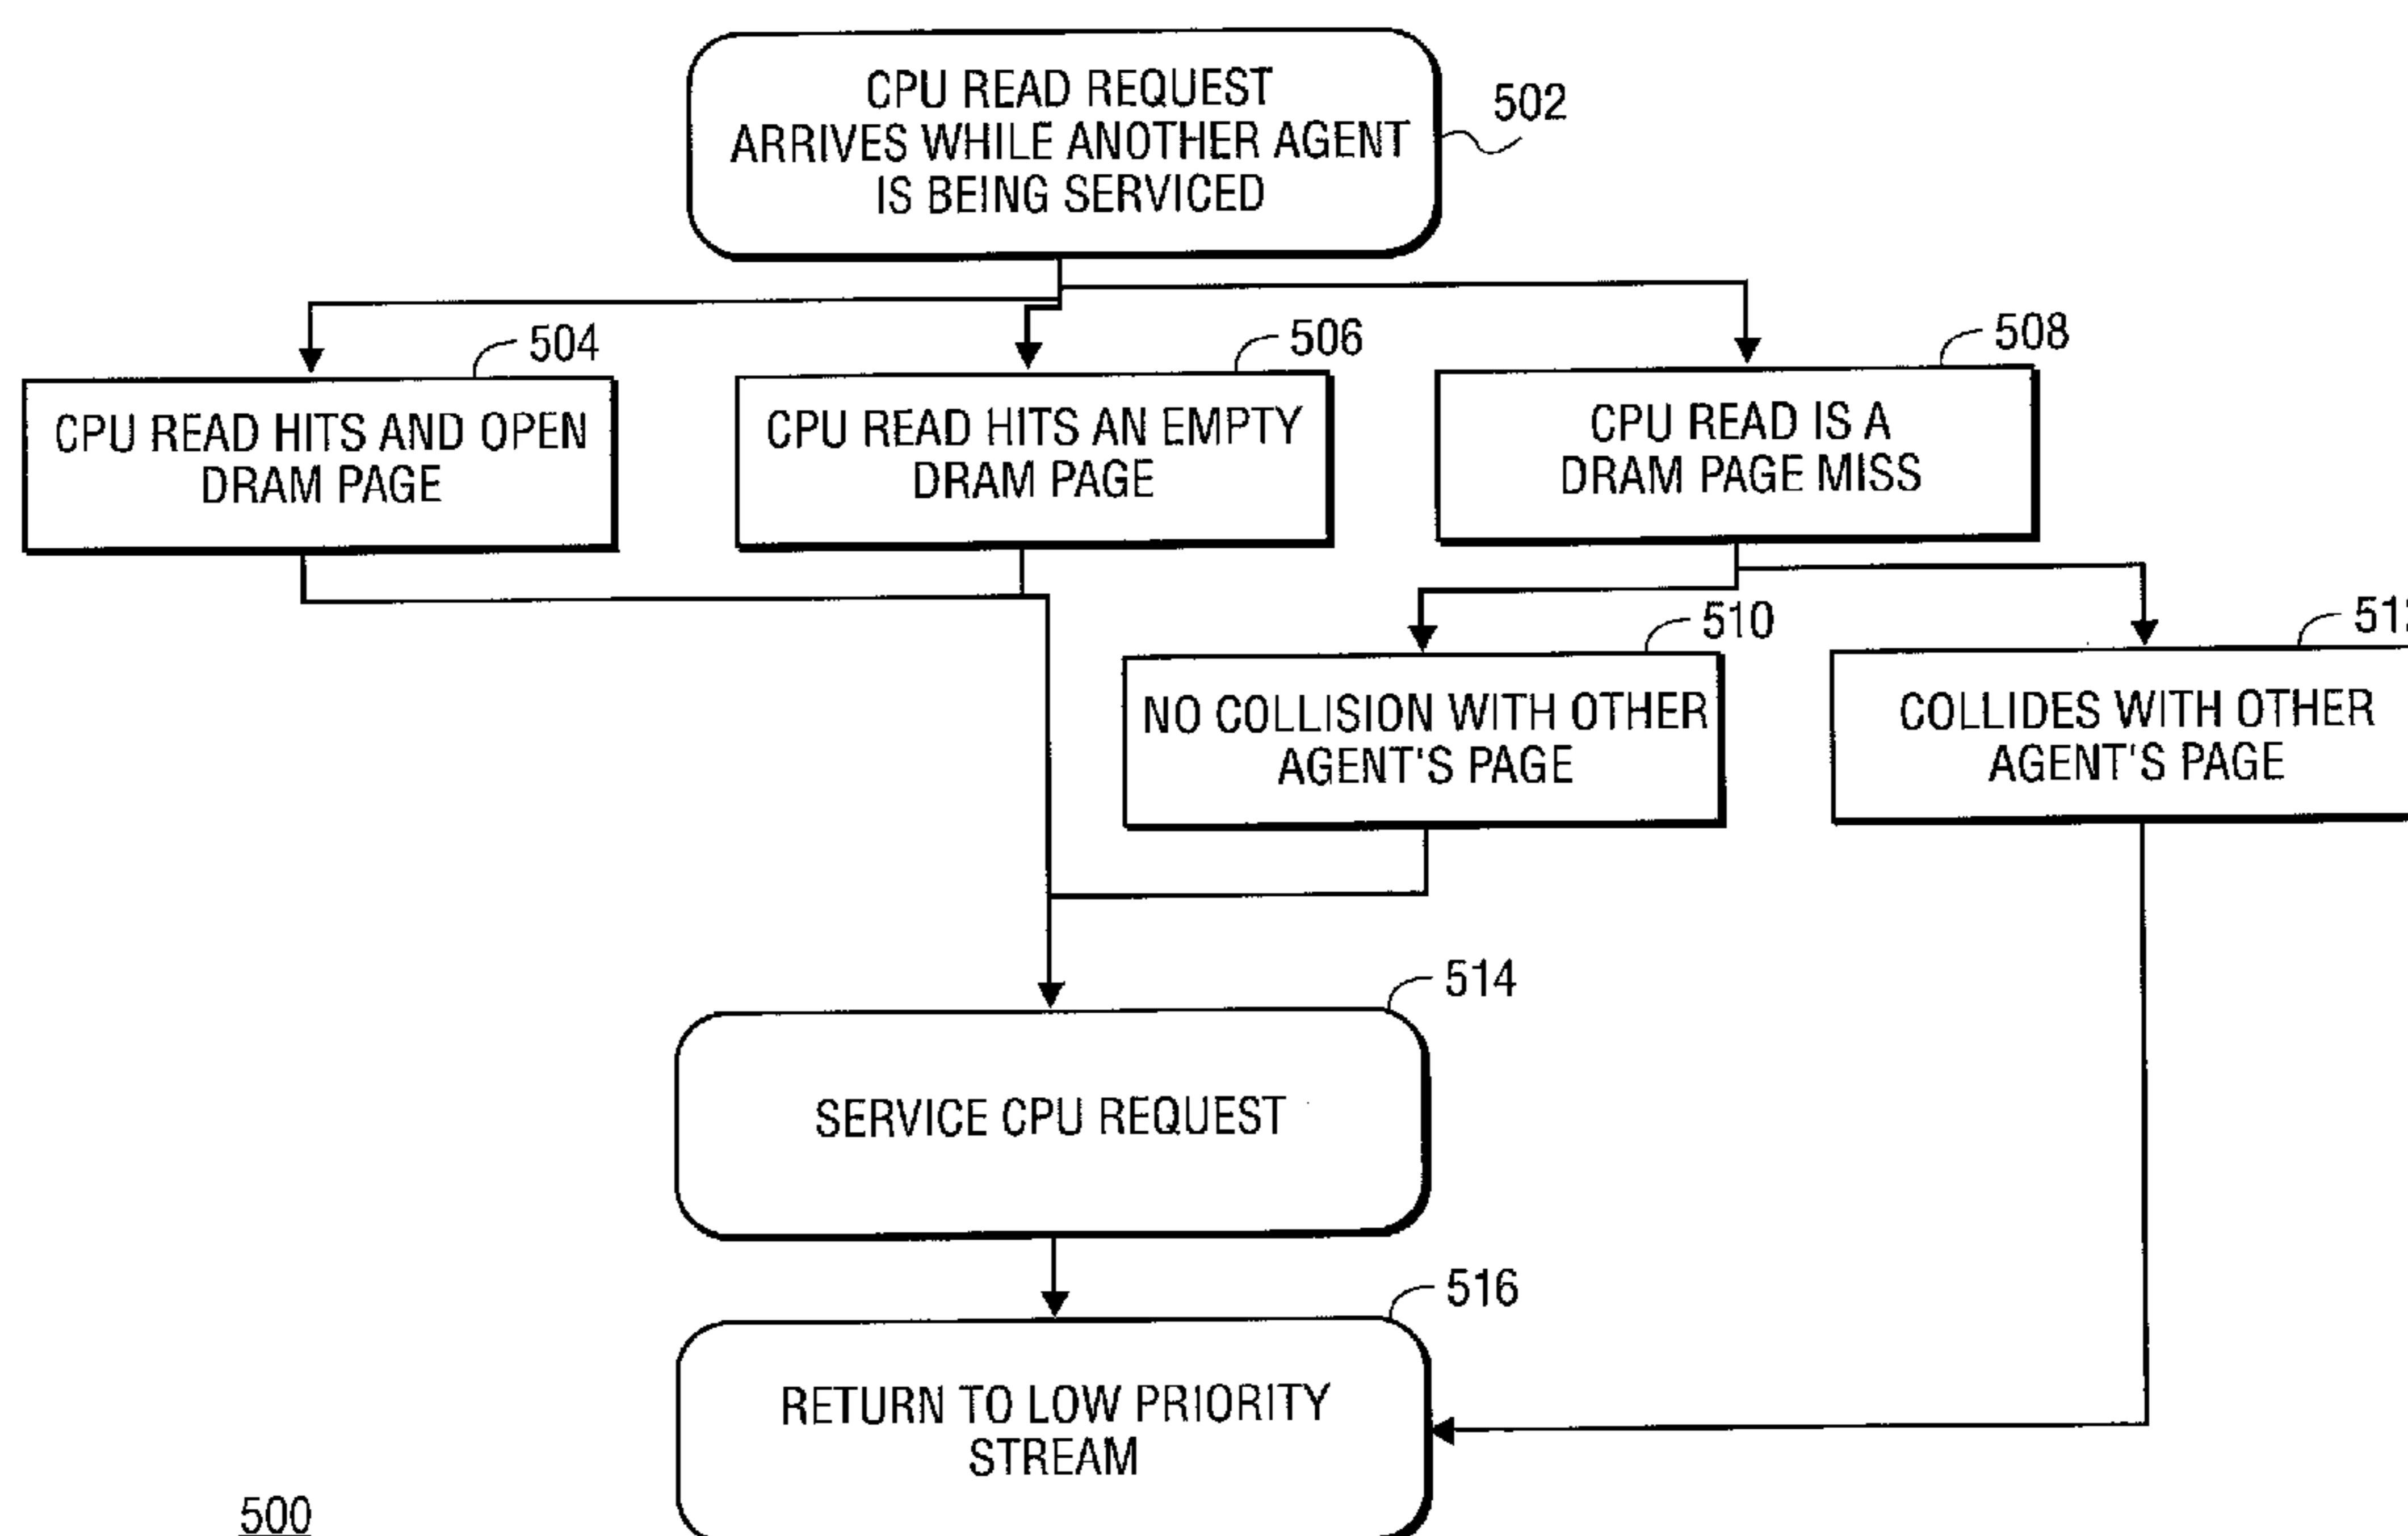 CPU READ REQUEST
ARRIVES WHILE ANOTHER AGENT
IS BEING SERVICED
502
504
506
508
CPU READ HITS AND OPEN
DRAM PAGE
CPU READ HITS AN EMPTY
DRAM PAGE
CPU READ IS A
DRAM PAGE MISS
510
NO COLLISION WITH OTHER
AGENT'S PAGE
COLLIDES WITH OTHER
AGENT'S PAGE
514
SERVICE CPU REQUEST
516
RETURN TO LOW PRIORITY
STREAM
500